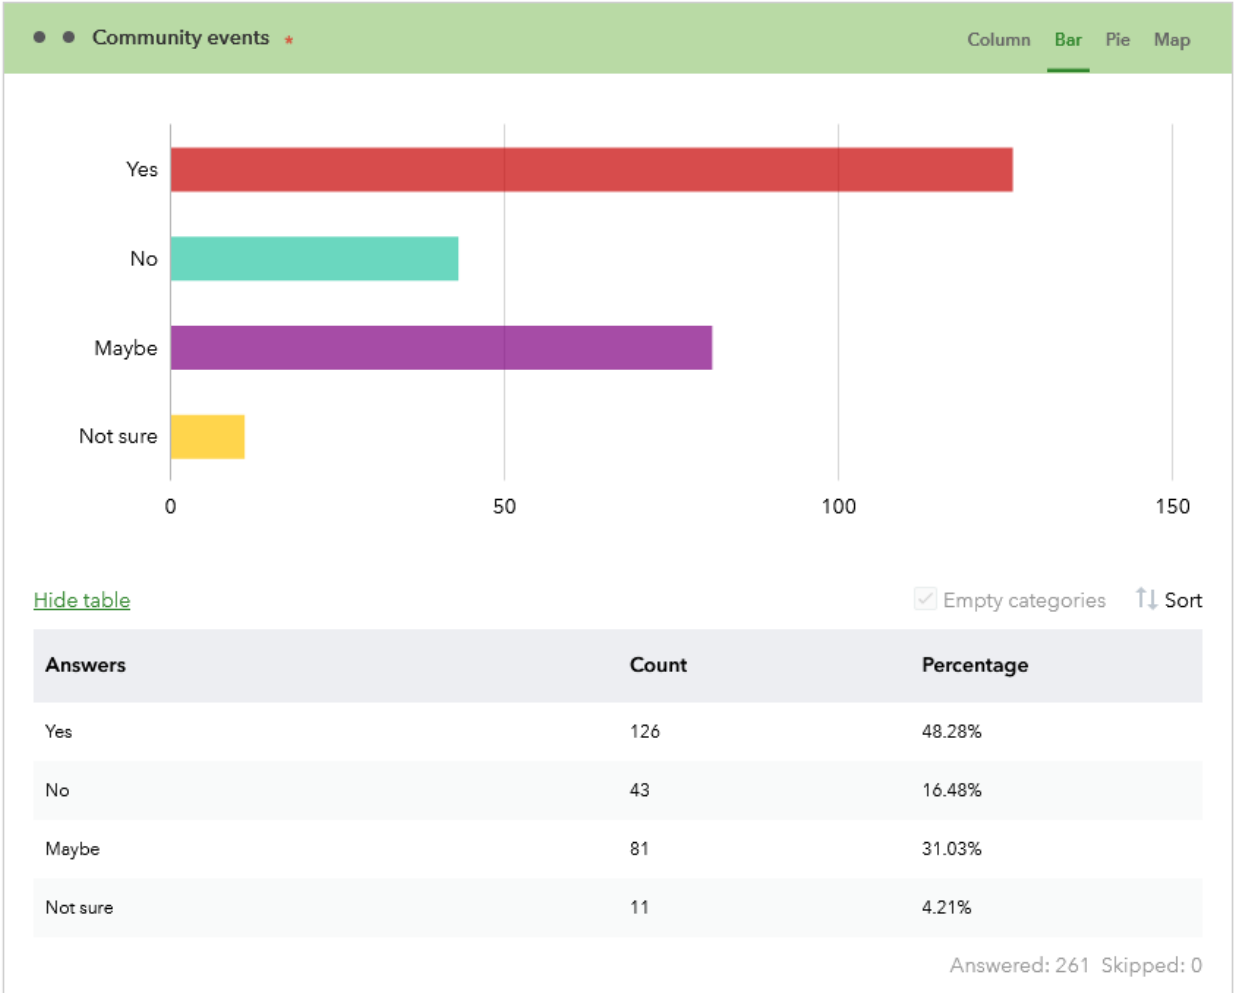 Community events *
Column Bar Pie Map
Yes
No
Maybe
Not sure
0 50 100 150
Hide table
Empty categories Sort
Answers Count Percentage
Yes 126 48.28%
No 43 16.48%
Maybe 81 31.03%
Not sure 11 4.21%
Answered: 261 Skipped: 0